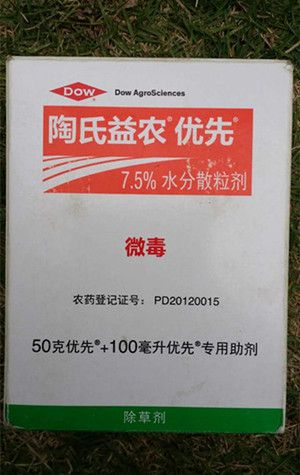 Dow Dow AgroSciences
陶氏益农®优先®
7.5% 水分散粒剂
微毒
农药登记证号： PD20120015
50克优先®+100毫升优先®专用助剂
除草剂